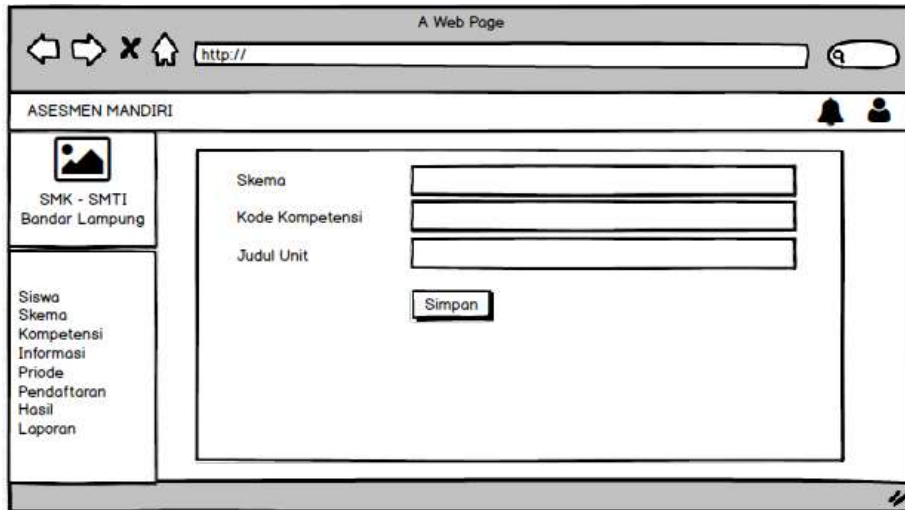 A Web Page
http://
ASESMEN MANDIRI
SMK - SMTI
Bandar Lampung
Siswa
Skema
Kompetensi
Informasi
Priode
Pendaftaran
Hasil
Laporan
Skema
Kode Kompetensi
Judul Unit
Simpan